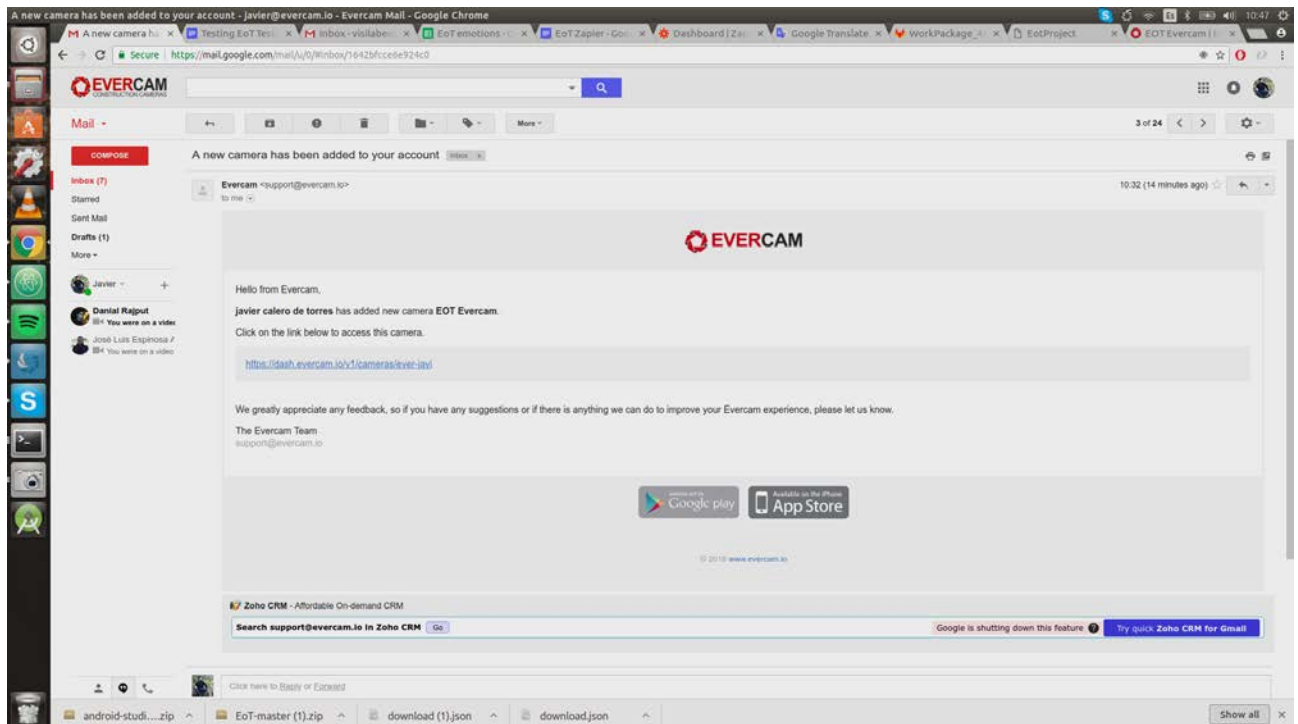 A new camera has been added to your account - javier@evercam.io - Evercam Mail - Google Chrome
10:47
A new camera ha
Testing EoT Test
Inbox - visilabe
EoT emotions -
EoT Zapier - Goo
Dashboard | Za
Google Translate
WorkPackage_4
EotProject
EOT Evercam |
Secure
https://mail.google.com/mail/u/0/#inbox/1642bfcce6e924c0
EVERCAM
CONSTRUCTION CAMERAS
Mail
More
3 of 24
COMPOSE
A new camera has been added to your account
Inbox x
Inbox (7)
Starred
Sent Mail
Drafts (1)
More
Evercam <support@evercam.io>
to me
10:32 (14 minutes ago)
Javier
+
Danial Rajput
You were on a video
José Luis Espinosa A
You were on a video
EVERCAM
Hello from Evercam,
javier calero de torres has added new camera EOT Evercam.
Click on the link below to access this camera.
https://dash.evercam.io/v1/cameras/ever-javi
We greatly appreciate any feedback, so if you have any suggestions or if there is anything we can do to improve your Evercam experience, please let us know.
The Evercam Team
support@evercam.io
Google play
Available on the iPhone
App Store
© 2018 www.evercam.io
Zoho CRM - Affordable On-demand CRM
Search support@evercam.io in Zoho CRM
Go
Google is shutting down this feature
Try quick Zoho CRM for Gmail
Click here to Reply or Forward
android-studi....zip
EoT-master (1).zip
download (1).json
download.json
Show all